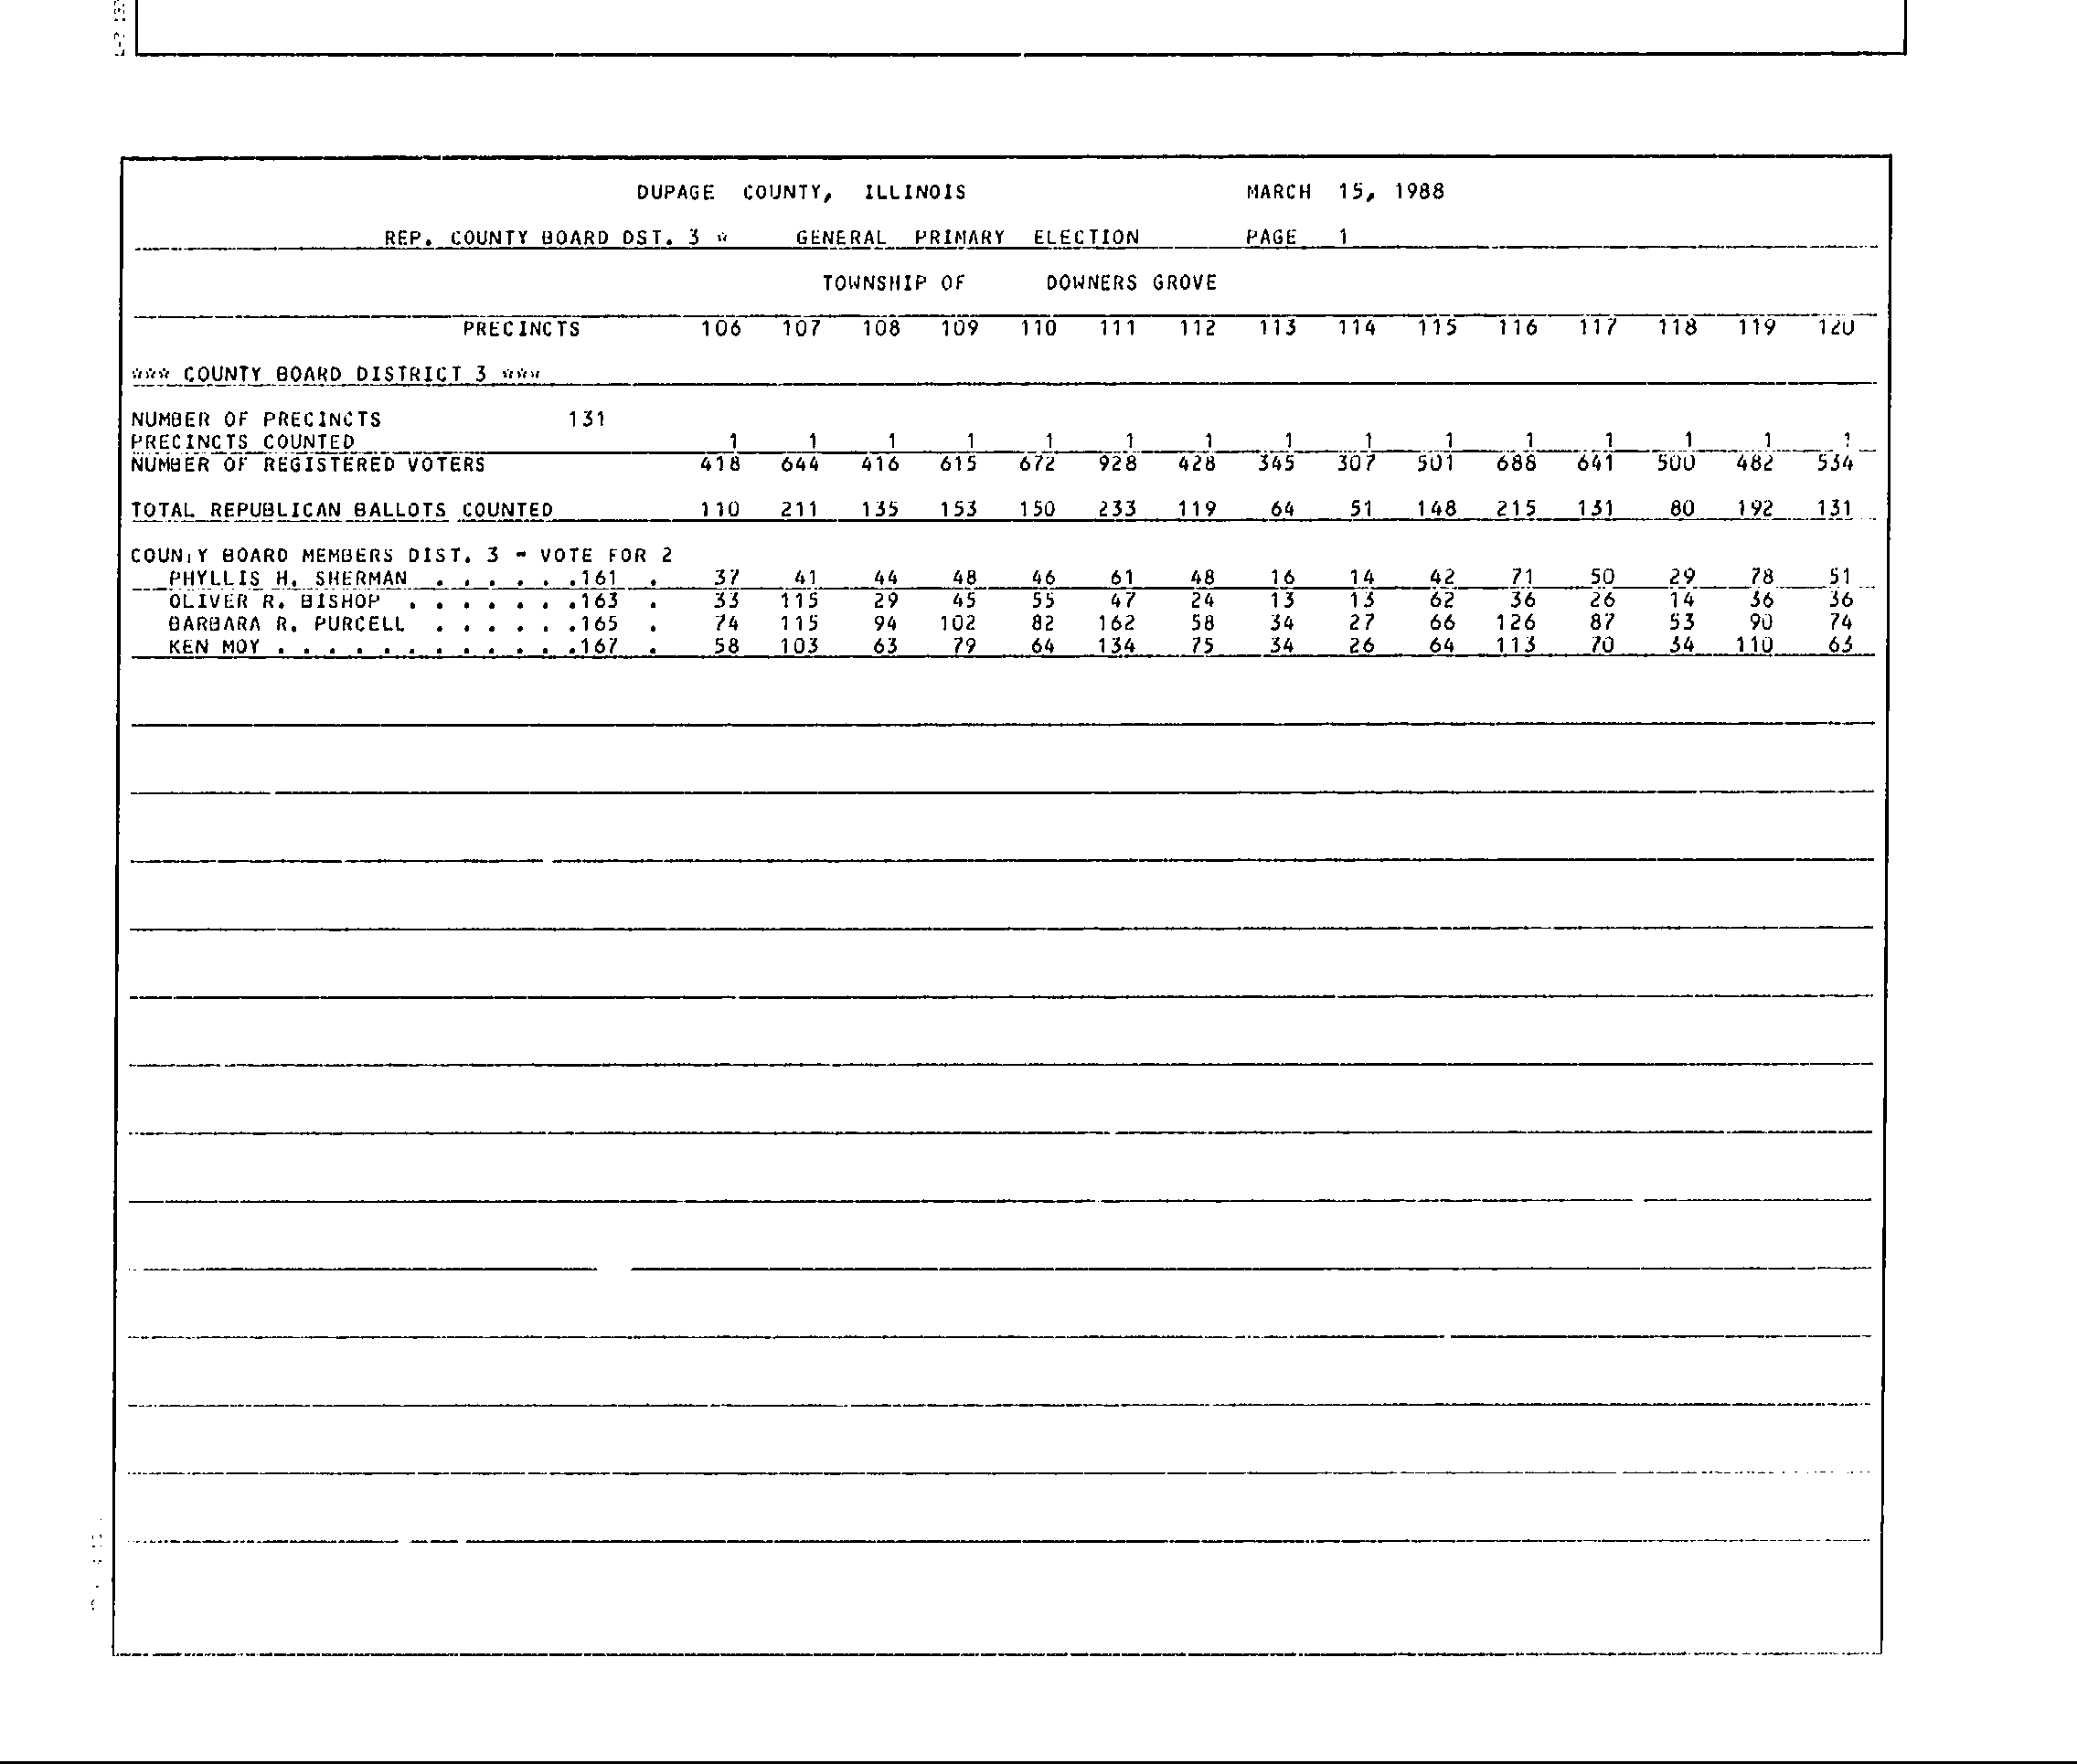 DUPAGE COUNTY, ILLINOIS MARCH 15, 1988
REP. COUNTY BOARD DST. 3 * GENERAL PRIMARY ELECTION PAGE 1
TOWNSHIP OF DOWNERS GROVE
PRECINCTS 106 107 108 109 110 111 112 113 114 115 116 117 118 119 120
*** COUNTY BOARD DISTRICT 3 ***
NUMBER OF PRECINCTS 131
PRECINCTS COUNTED 1 1 1 1 1 1 1 1 1 1 1 1 1 1 1
NUMBER OF REGISTERED VOTERS 418 644 416 615 672 928 428 345 307 501 688 641 500 482 534
TOTAL REPUBLICAN BALLOTS COUNTED 110 211 135 153 150 233 119 64 51 148 215 131 80 192 131
COUNTY BOARD MEMBERS DIST. 3 - VOTE FOR 2
PHYLLIS H. SHERMAN . . . . . .161 . 37 41 44 48 46 61 48 16 14 42 71 50 29 78 51
OLIVER R. BISHOP . . . . . . .163 . 33 115 29 45 55 47 24 13 13 62 36 26 14 36 36
BARBARA R. PURCELL . . . . . .165 . 74 115 94 102 82 162 58 34 27 66 126 87 53 90 74
KEN MOY . . . . . . . . . . . .167 . 58 103 63 79 64 134 75 34 26 64 113 70 34 110 63